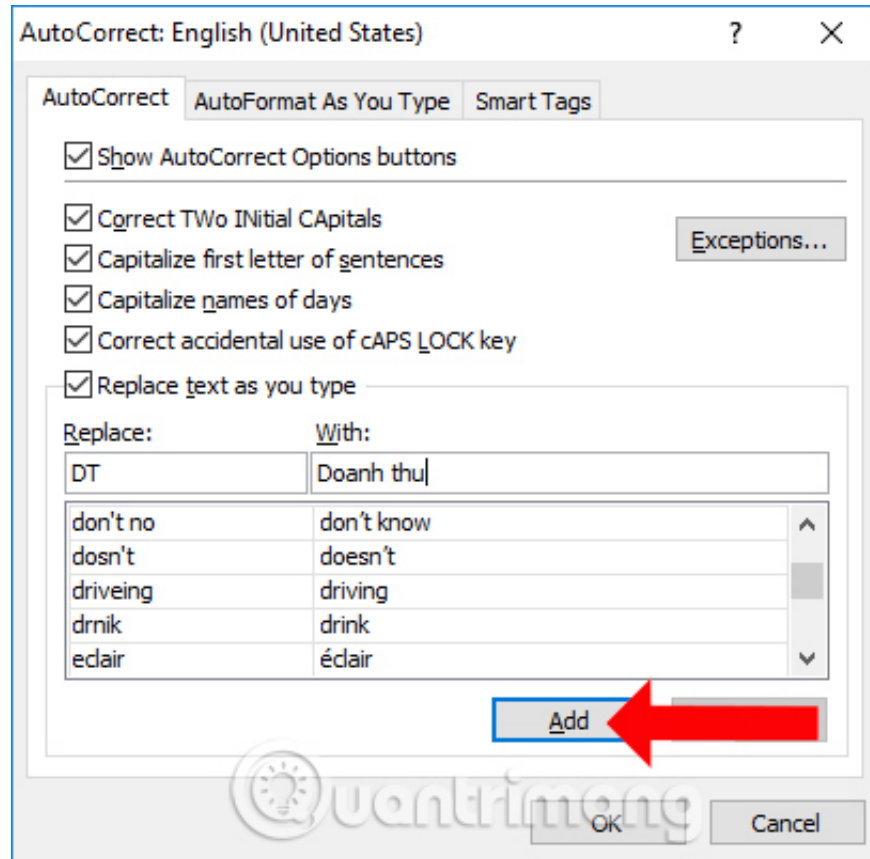 AutoCorrect: English (United States) ? ×
AutoCorrect AutoFormat As You Type Smart Tags
Show AutoCorrect Options buttons
Correct TWo INitial CApitals
Exceptions...
Capitalize first letter of sentences
Capitalize names of days
Correct accidental use of cAPS LOCK key
Replace text as you type
Replace: With:
DT Doanh thu
don't no don’t know
dosn't doesn’t
driveing driving
drnik drink
eclair éclair
Add
Quantrimang
OK Cancel